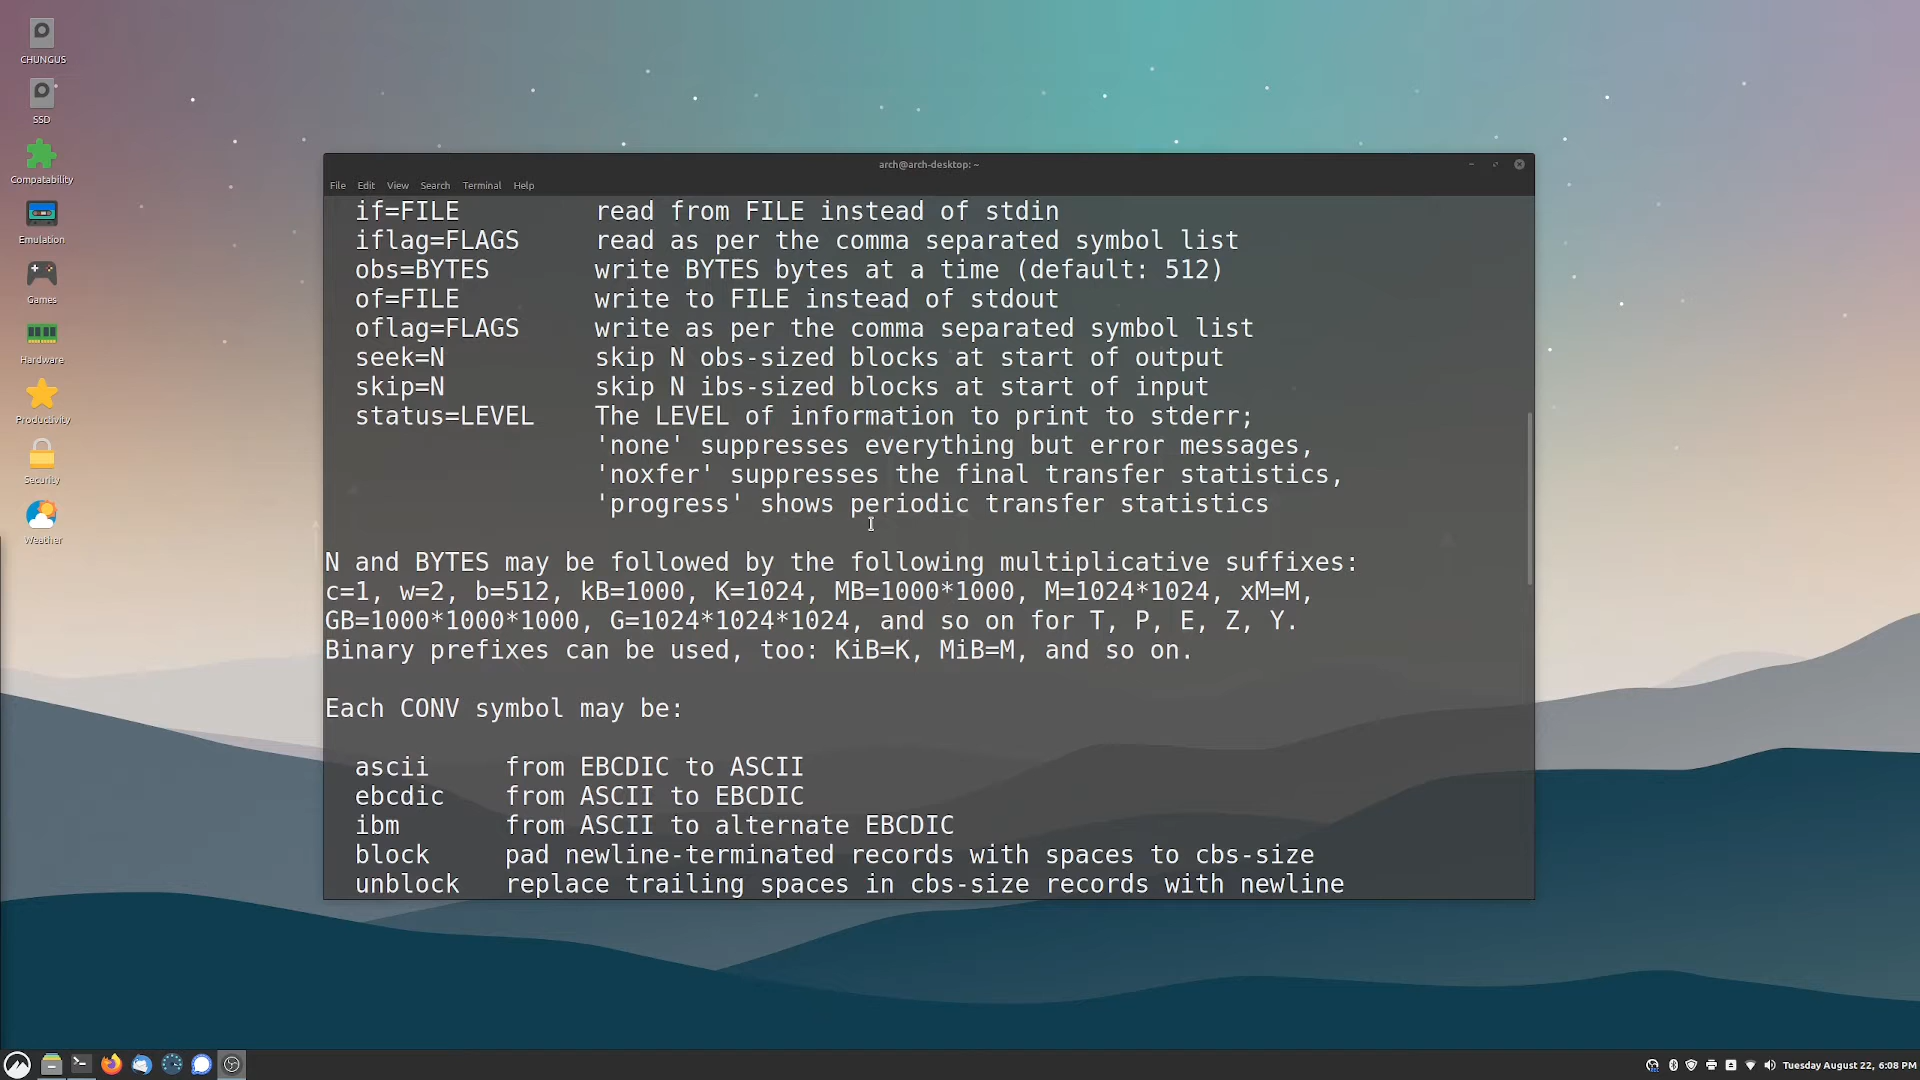 CHUNGUS
SSD
Compatability
Emulation
Games
Hardware
Productivity
Security
Weather
arch@arch-desktop: ~
File Edit View Search Terminal Help
if=FILE read from FILE instead of stdin
iflag=FLAGS read as per the comma separated symbol list
obs=BYTES write BYTES bytes at a time (default: 512)
of=FILE write to FILE instead of stdout
oflag=FLAGS write as per the comma separated symbol list
seek=N skip N obs-sized blocks at start of output
skip=N skip N ibs-sized blocks at start of input
status=LEVEL The LEVEL of information to print to stderr;
'none' suppresses everything but error messages,
'noxfer' suppresses the final transfer statistics,
'progress' shows periodic transfer statistics
N and BYTES may be followed by the following multiplicative suffixes:
c=1, w=2, b=512, kB=1000, K=1024, MB=1000*1000, M=1024*1024, xM=M,
GB=1000*1000*1000, G=1024*1024*1024, and so on for T, P, E, Z, Y.
Binary prefixes can be used, too: KiB=K, MiB=M, and so on.
Each CONV symbol may be:
ascii from EBCDIC to ASCII
ebcdic from ASCII to EBCDIC
ibm from ASCII to alternate EBCDIC
block pad newline-terminated records with spaces to cbs-size
unblock replace trailing spaces in cbs-size records with newline
Tuesday August 22, 6:08 PM